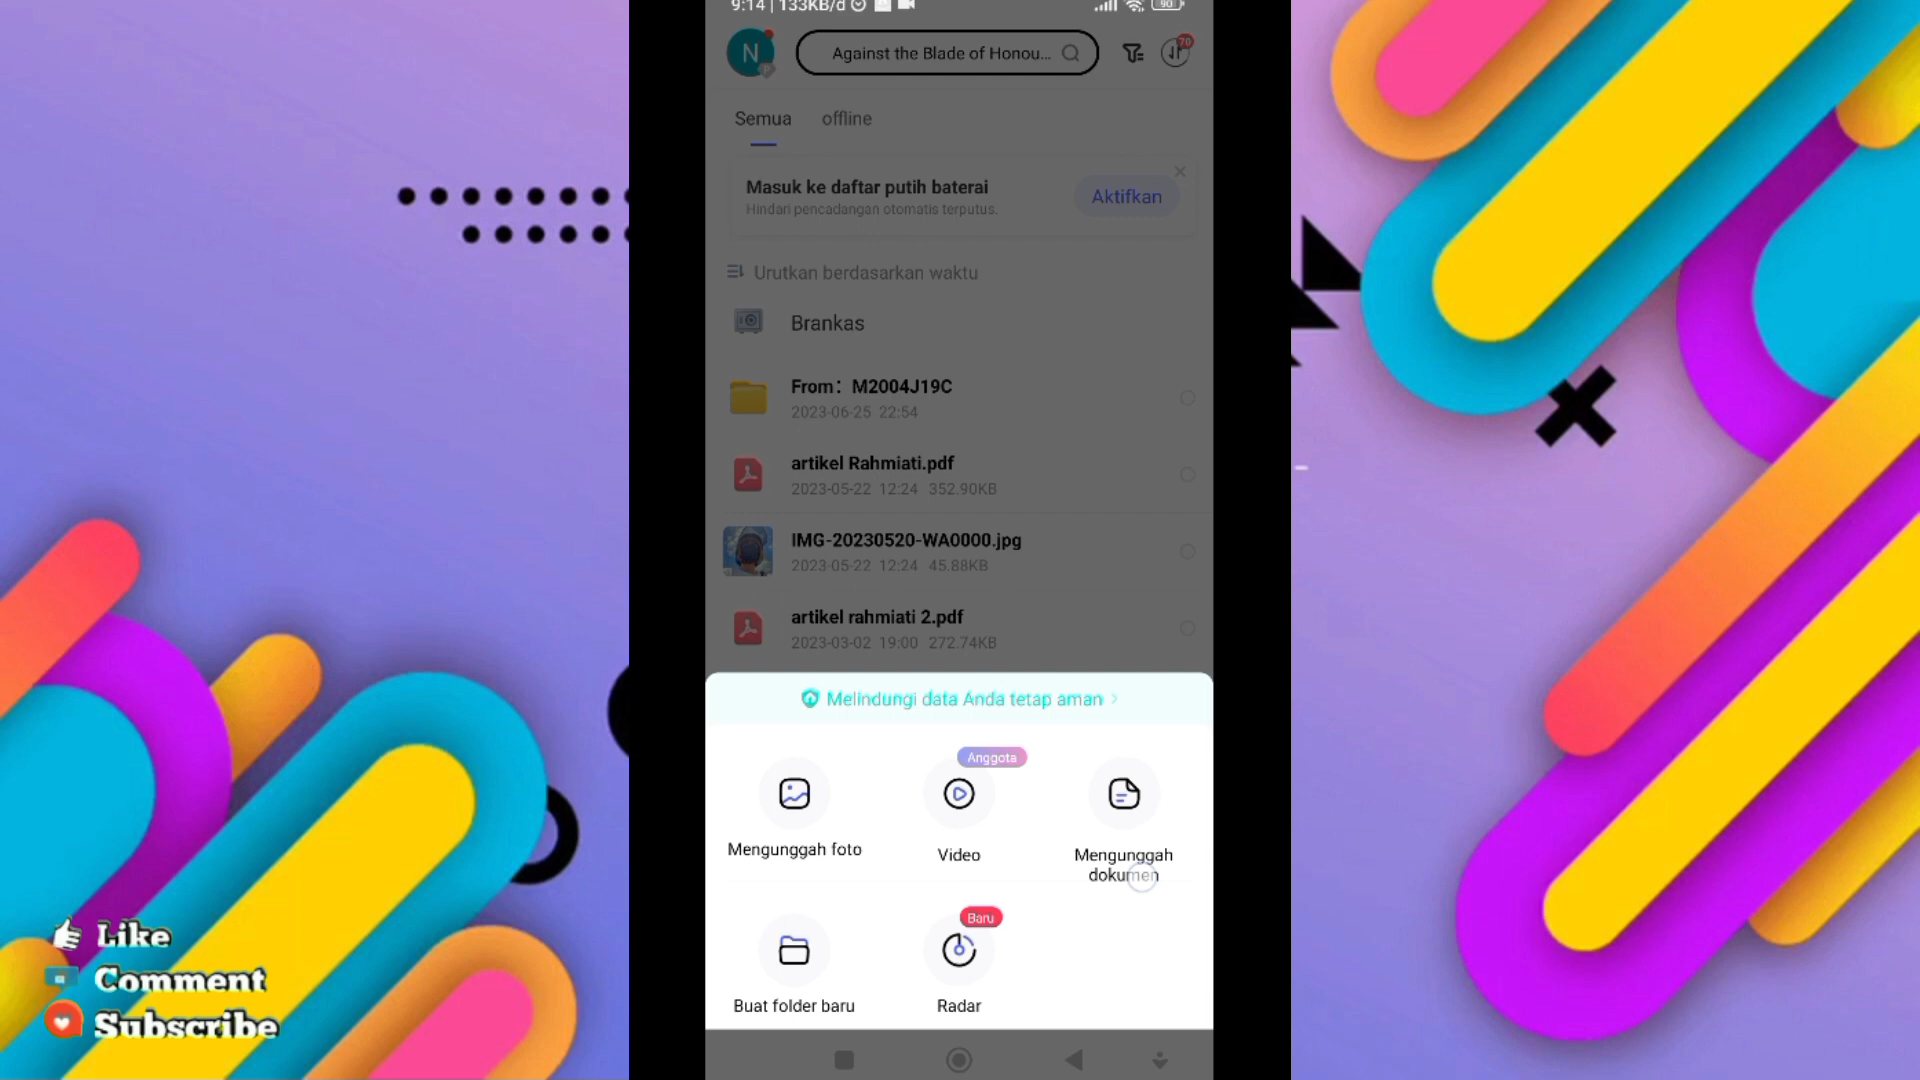 9:14 | 133KB/d
90
N
Against the Blade of Honou...
70
Semua offline
Masuk ke daftar putih baterai
Hindari pencadangan otomatis terputus.
Aktifkan
Urutkan berdasarkan waktu
Brankas
From：M2004J19C
2023-06-25 22:54
artikel Rahmiati.pdf
2023-05-22 12:24 352.90KB
IMG-20230520-WA0000.jpg
2023-05-22 12:24 45.88KB
artikel rahmiati 2.pdf
2023-03-02 19:00 272.74KB
Melindungi data Anda tetap aman
Anggota
Mengunggah foto
Video
Mengunggah
dokumen
Baru
Buat folder baru
Radar
Like
Comment
Subscribe